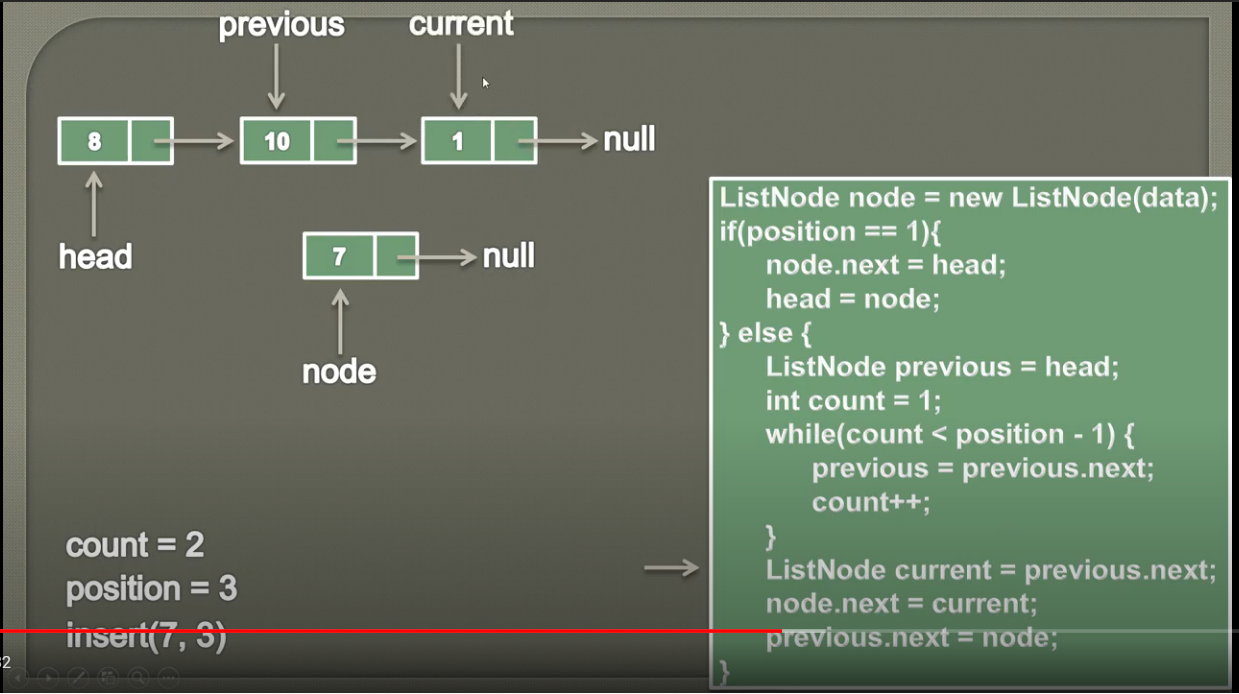 previous current
8 10 1 null
head 7 null
node
count = 2
position = 3
insert(7, 3)
32
ListNode node = new ListNode(data);
if(position == 1){
node.next = head;
head = node;
} else {
ListNode previous = head;
int count = 1;
while(count < position - 1) {
previous = previous.next;
count++;
}
ListNode current = previous.next;
node.next = current;
previous.next = node;
}